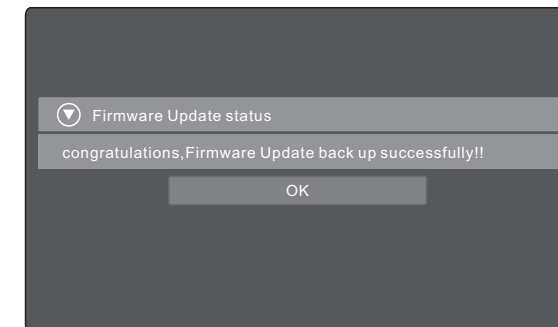 Firmware Update status
congratulations,Firmware Update back up successfully!!
OK